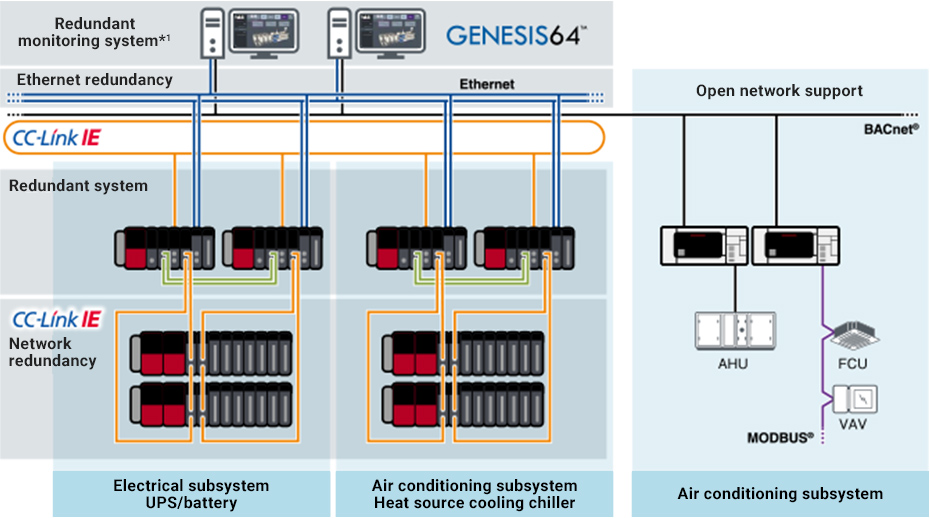 Redundant
monitoring system*1
GENESIS64™
Ethernet redundancy
Ethernet
Open network support
BACnet®
CC-Link IE
Redundant system
CC-Link IE
Network
redundancy
AHU
FCU
VAV
MODBUS®
Electrical subsystem
UPS/battery
Air conditioning subsystem
Heat source cooling chiller
Air conditioning subsystem